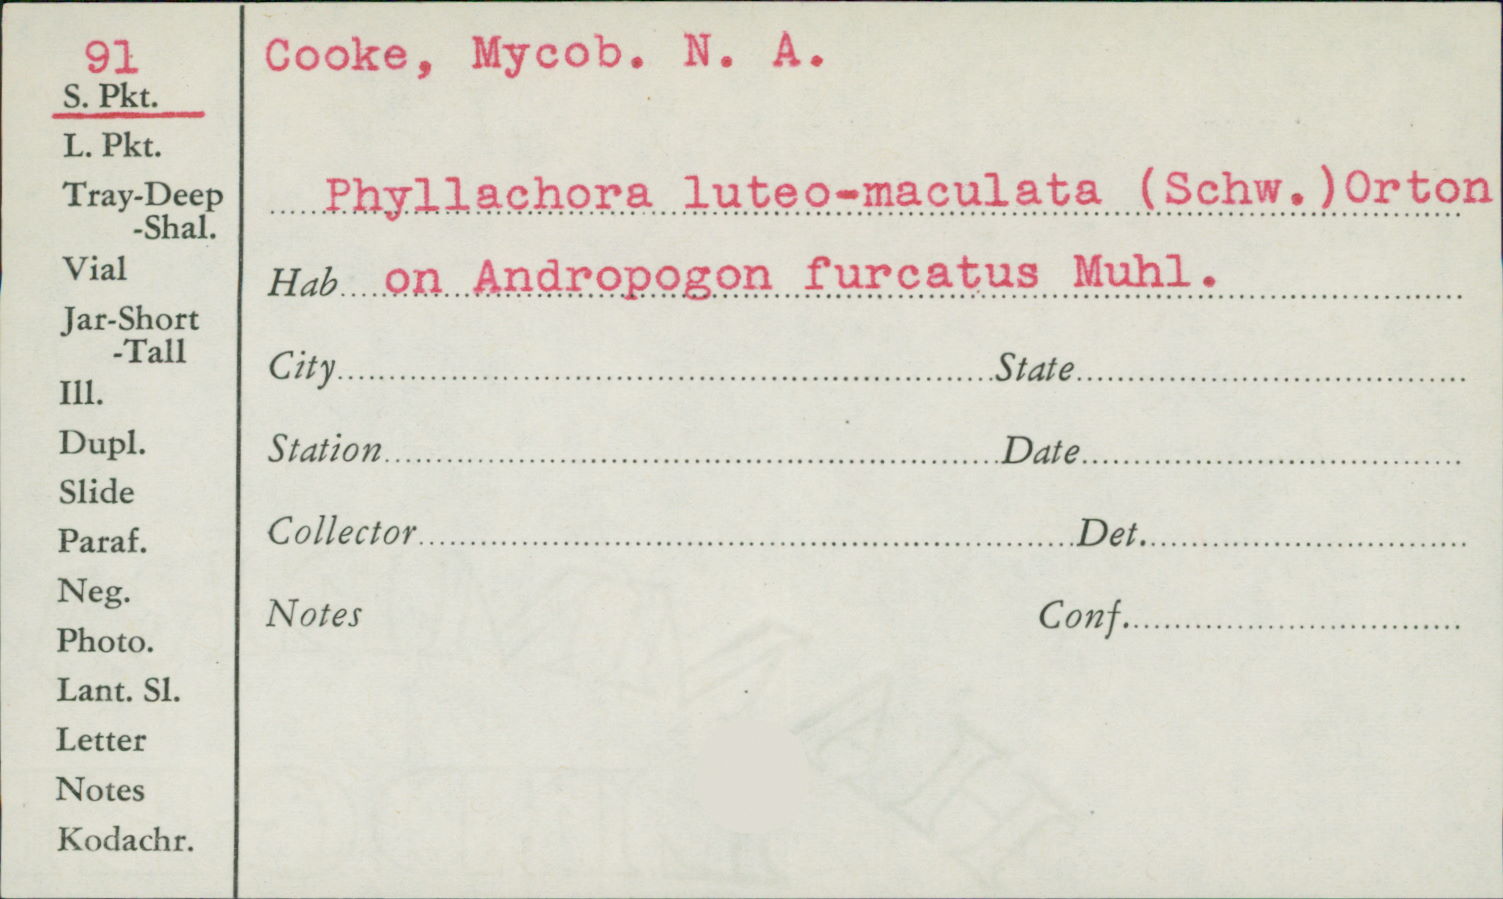 91
S. Pkt.
L. Pkt.
Tray-Deep
-Shal.
Vial
Jar-Short
-Tall
Ill.
Dupl.
Slide
Paraf.
Neg.
Photo.
Lant. Sl.
Letter
Notes
Kodachr.
Cooke, Mycob. N. A.
Phyllachora luteo-maculata (Schw.)Orton
Hab on Andropogon furcatus Muhl.
City State
Station Date
Collector Det.
Notes Conf.